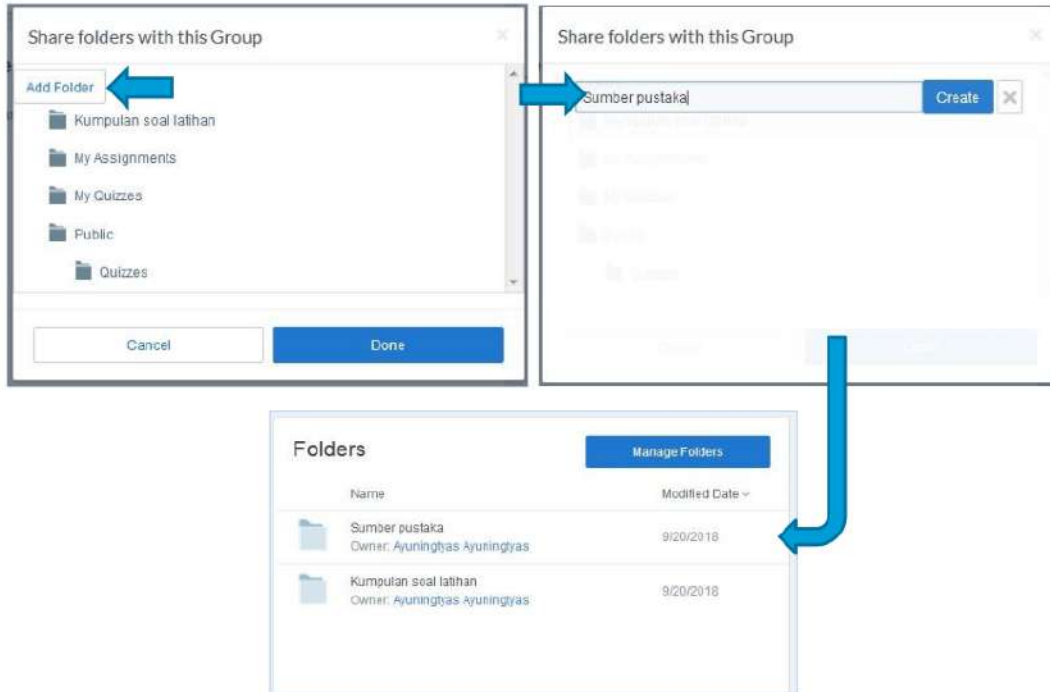 Share folders with this Group
Add Folder
Kumpulan soal latihan
My Assignments
My Quizzes
Public
Quizzes
Cancel
Done
Share folders with this Group
Sumber pustaka
Create
Folders
Manage Folders
Name
Modified Date
Sumber pustaka
9/20/2018
Owner: Ayuningtyas Ayuningtyas
Kumpulan soal latihan
9/20/2018
Owner: Ayuningtyas Ayuningtyas